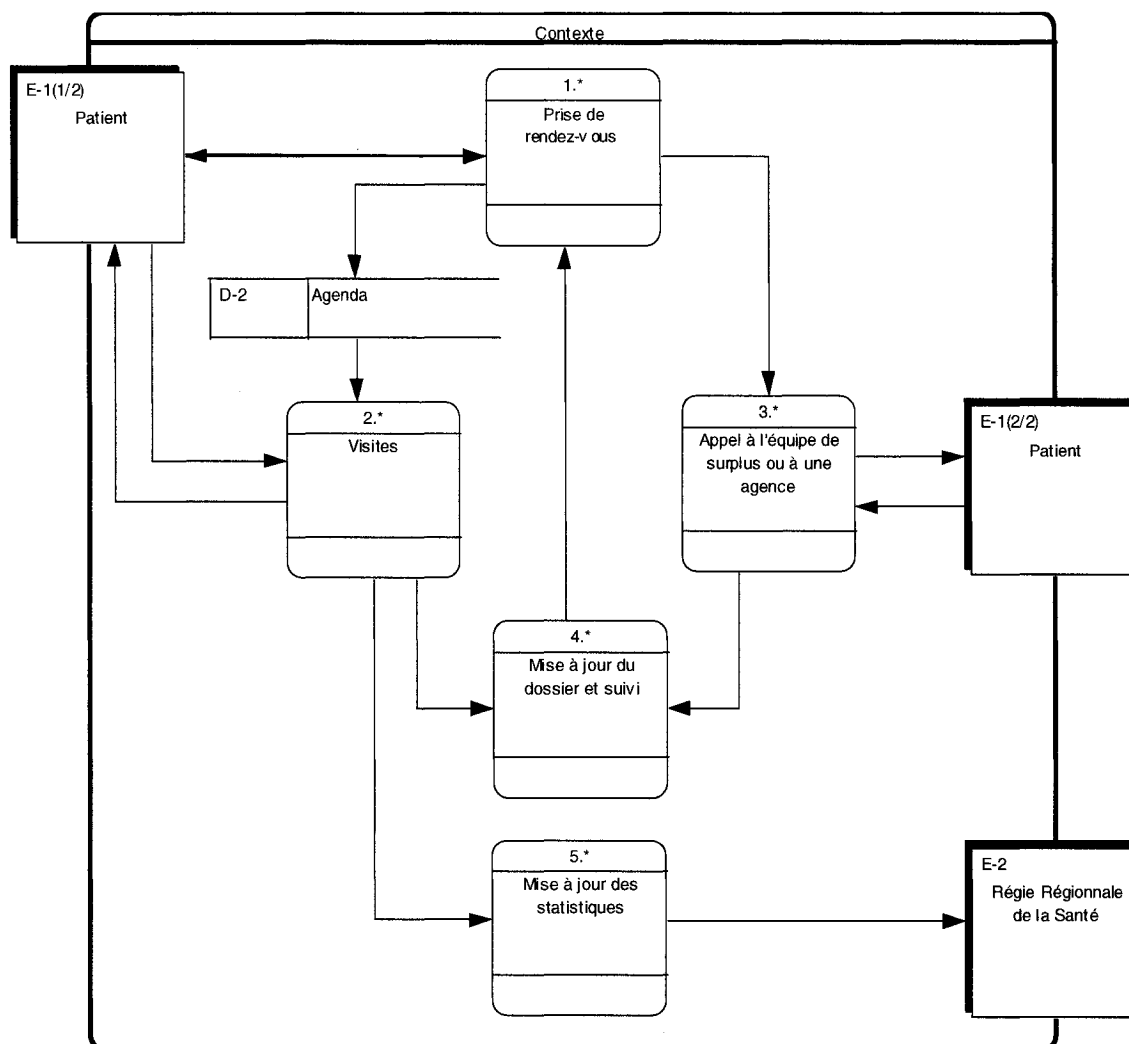 Contexte
E-1(1/2)
Patient
1.*
Prise de
rendez-v ous
D-2
Agenda
2.*
Visites
3.*
Appel à l'équipe de
surplus ou à une
agence
E-1(2/2)
Patient
4.*
Mise à jour du
dossier et suivi
5.*
Mise à jour des
statistiques
E-2
Régie Régionnale
de la Santé